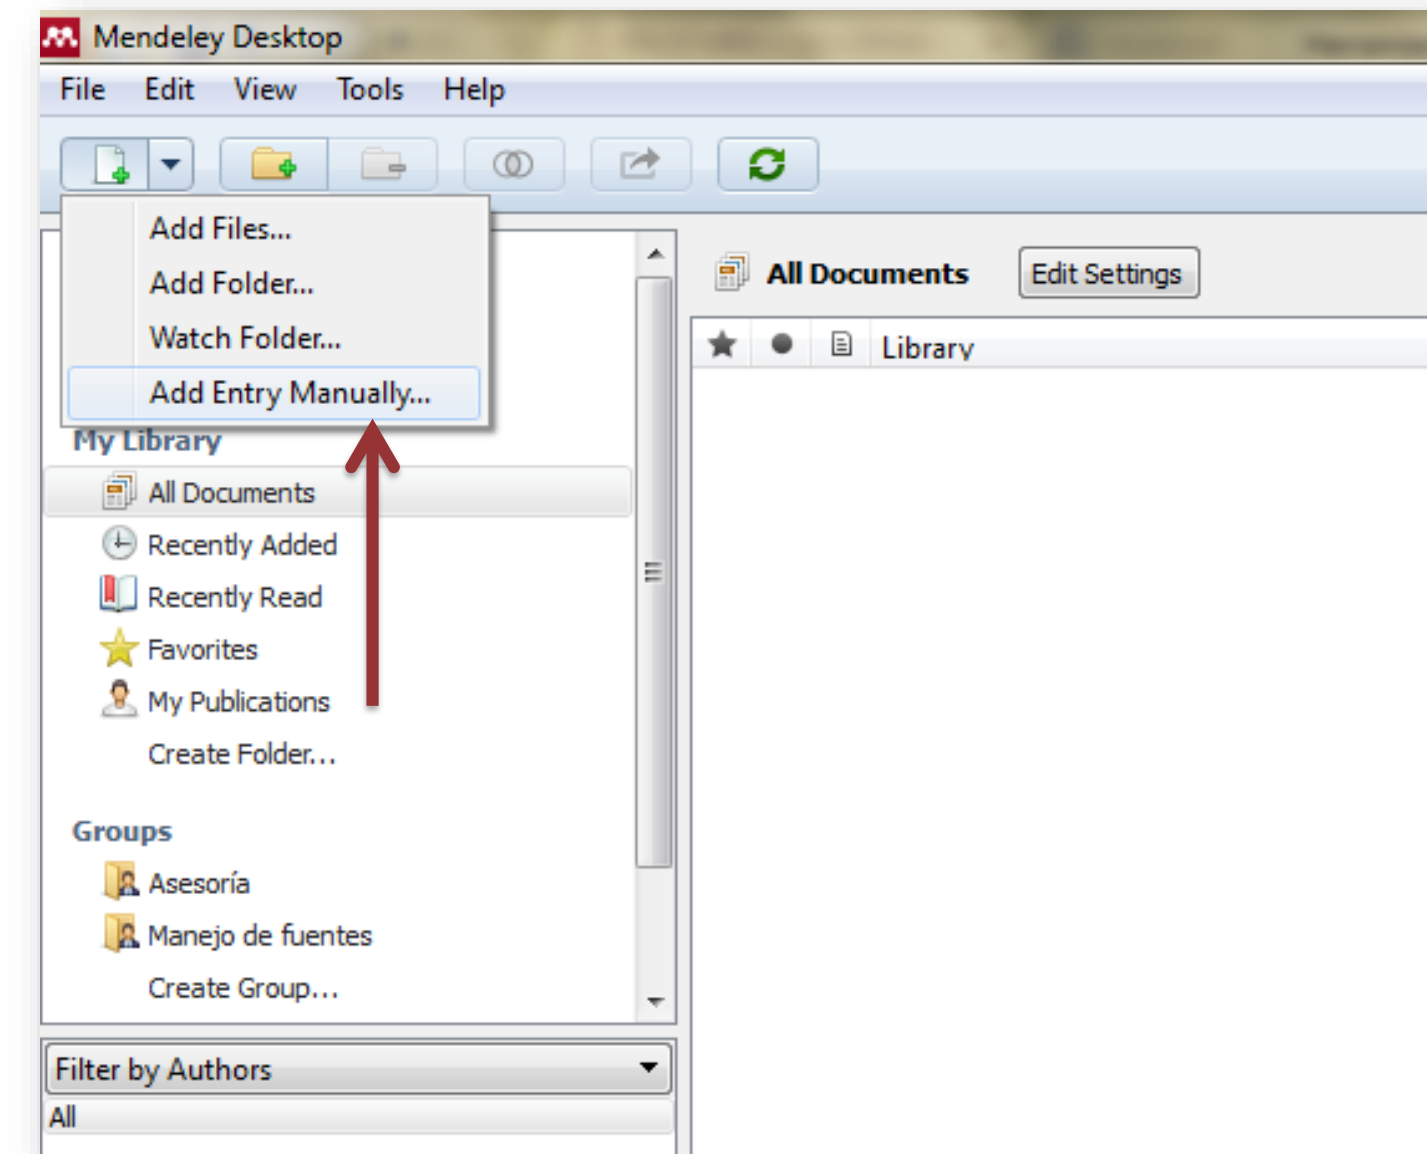 Mendeley Desktop
File Edit View Tools Help
Add Files...
Add Folder...
Watch Folder...
Add Entry Manually...
My Library
All Documents
Recently Added
Recently Read
Favorites
My Publications
Create Folder...
Groups
Asesoría
Manejo de fuentes
Create Group...
Filter by Authors
All
All Documents Edit Settings
Library